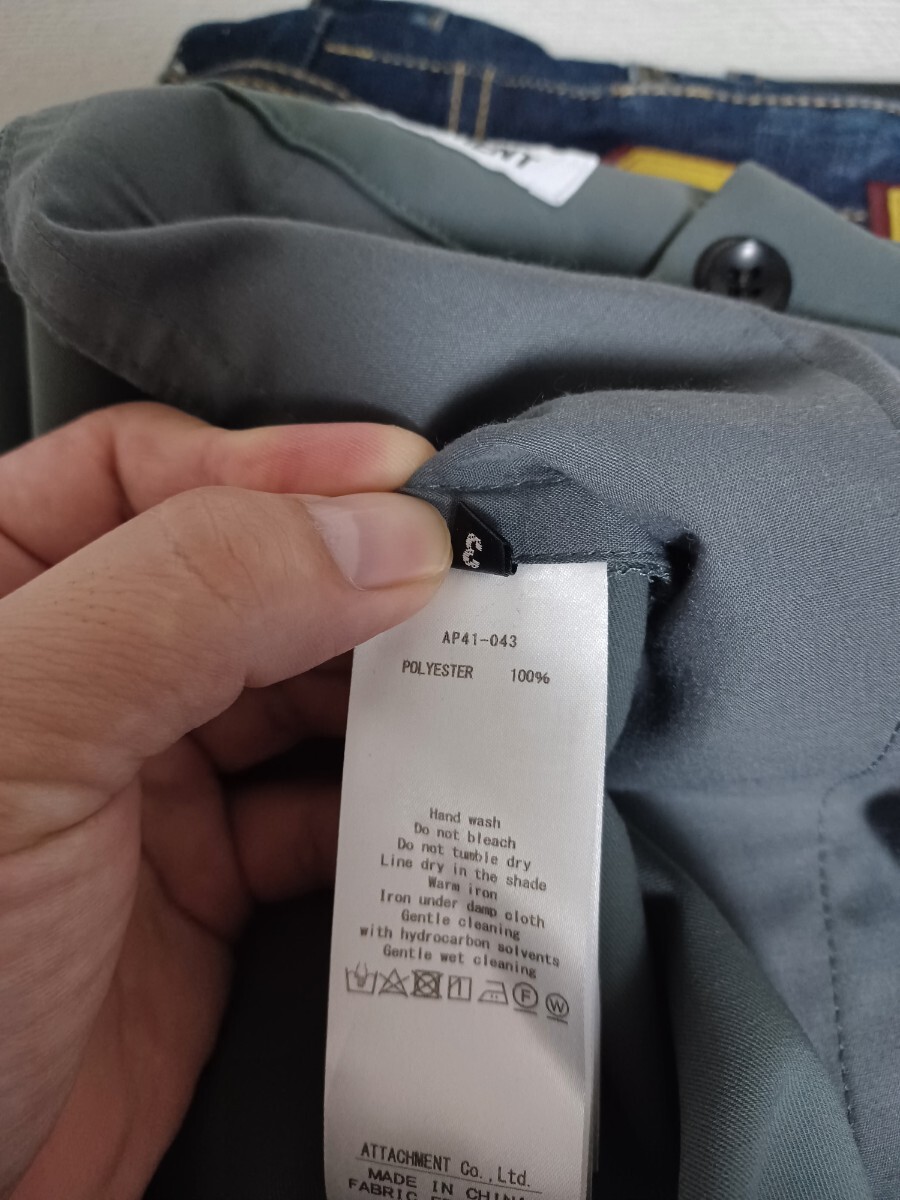 MENT
3
AP41-043
POLYESTER 100%
Hand wash
Do not bleach
Do not tumble dry
Line dry in the shade
Warm iron
Iron under damp cloth
Gentle cleaning
with hydrocarbon solvents
Gentle wet cleaning
F W
ATTACHMENT Co.,Ltd.
MADE IN CHINA
FABRIC